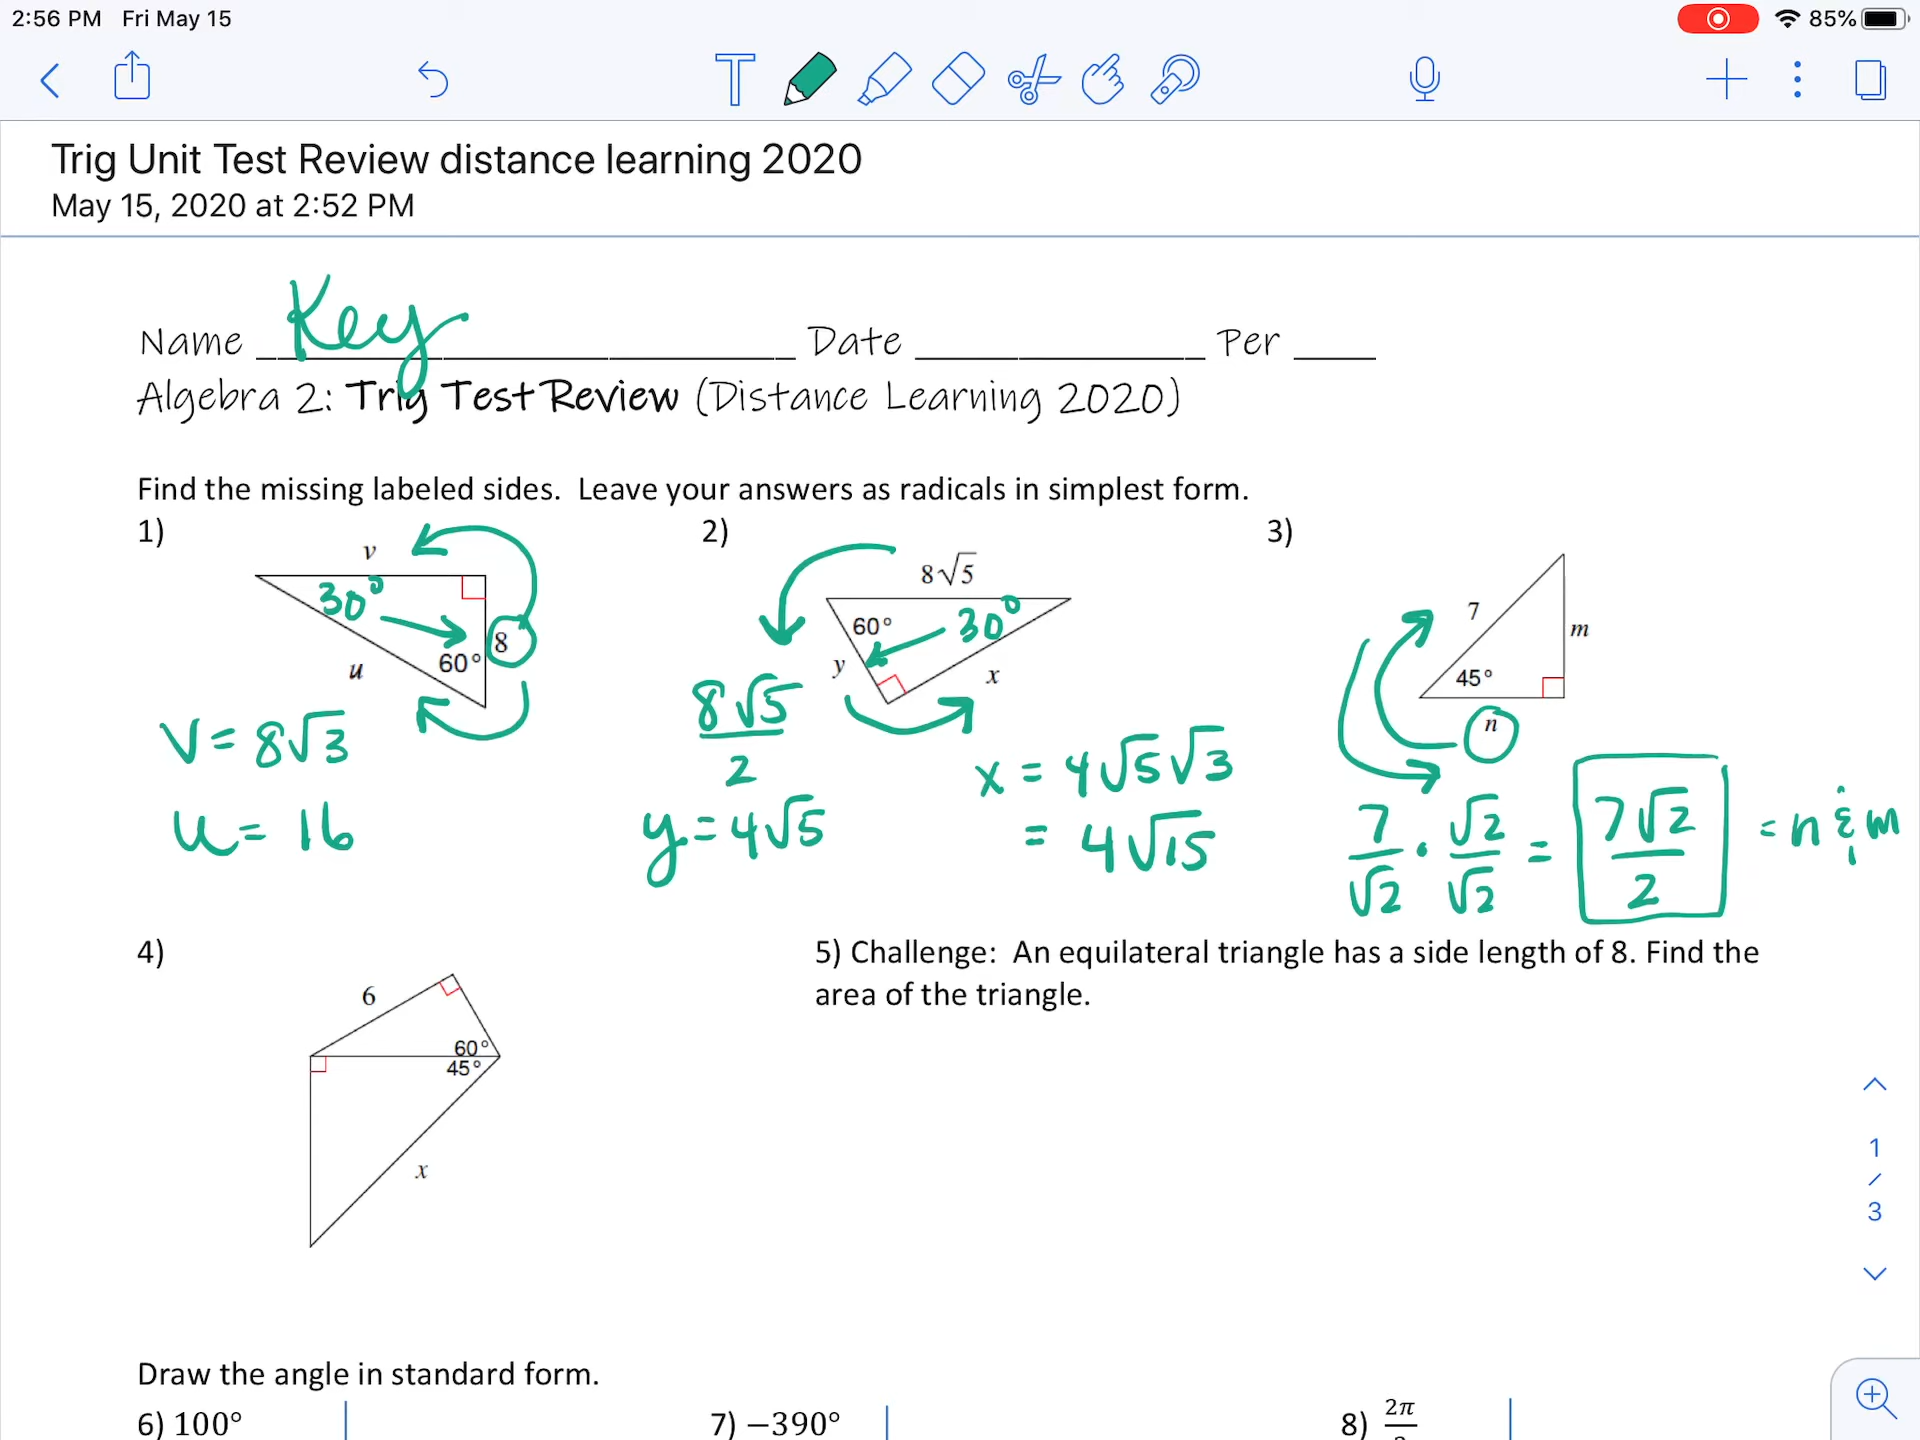 2:56 PM Fri May 15 85%
Trig Unit Test Review distance learning 2020
May 15, 2020 at 2:52 PM
Name Key Date Per
Algebra 2: Trig Test Review (Distance Learning 2020)
Find the missing labeled sides. Leave your answers as radicals in simplest form.
1) 2) 3)
v 30° 8 60° u
v = 8√3
u = 16
8√5 60° 30° y x
8√5/2
y = 4√5
x = 4√5√3
= 4√15
7 m 45° n
7/√2 · √2/√2 = 7√2/2 = n & m
4)
6
60°
45°
x
5) Challenge: An equilateral triangle has a side length of 8. Find the
area of the triangle.
1
/
3
Draw the angle in standard form.
6) 100° 7) −390° 8) 2π